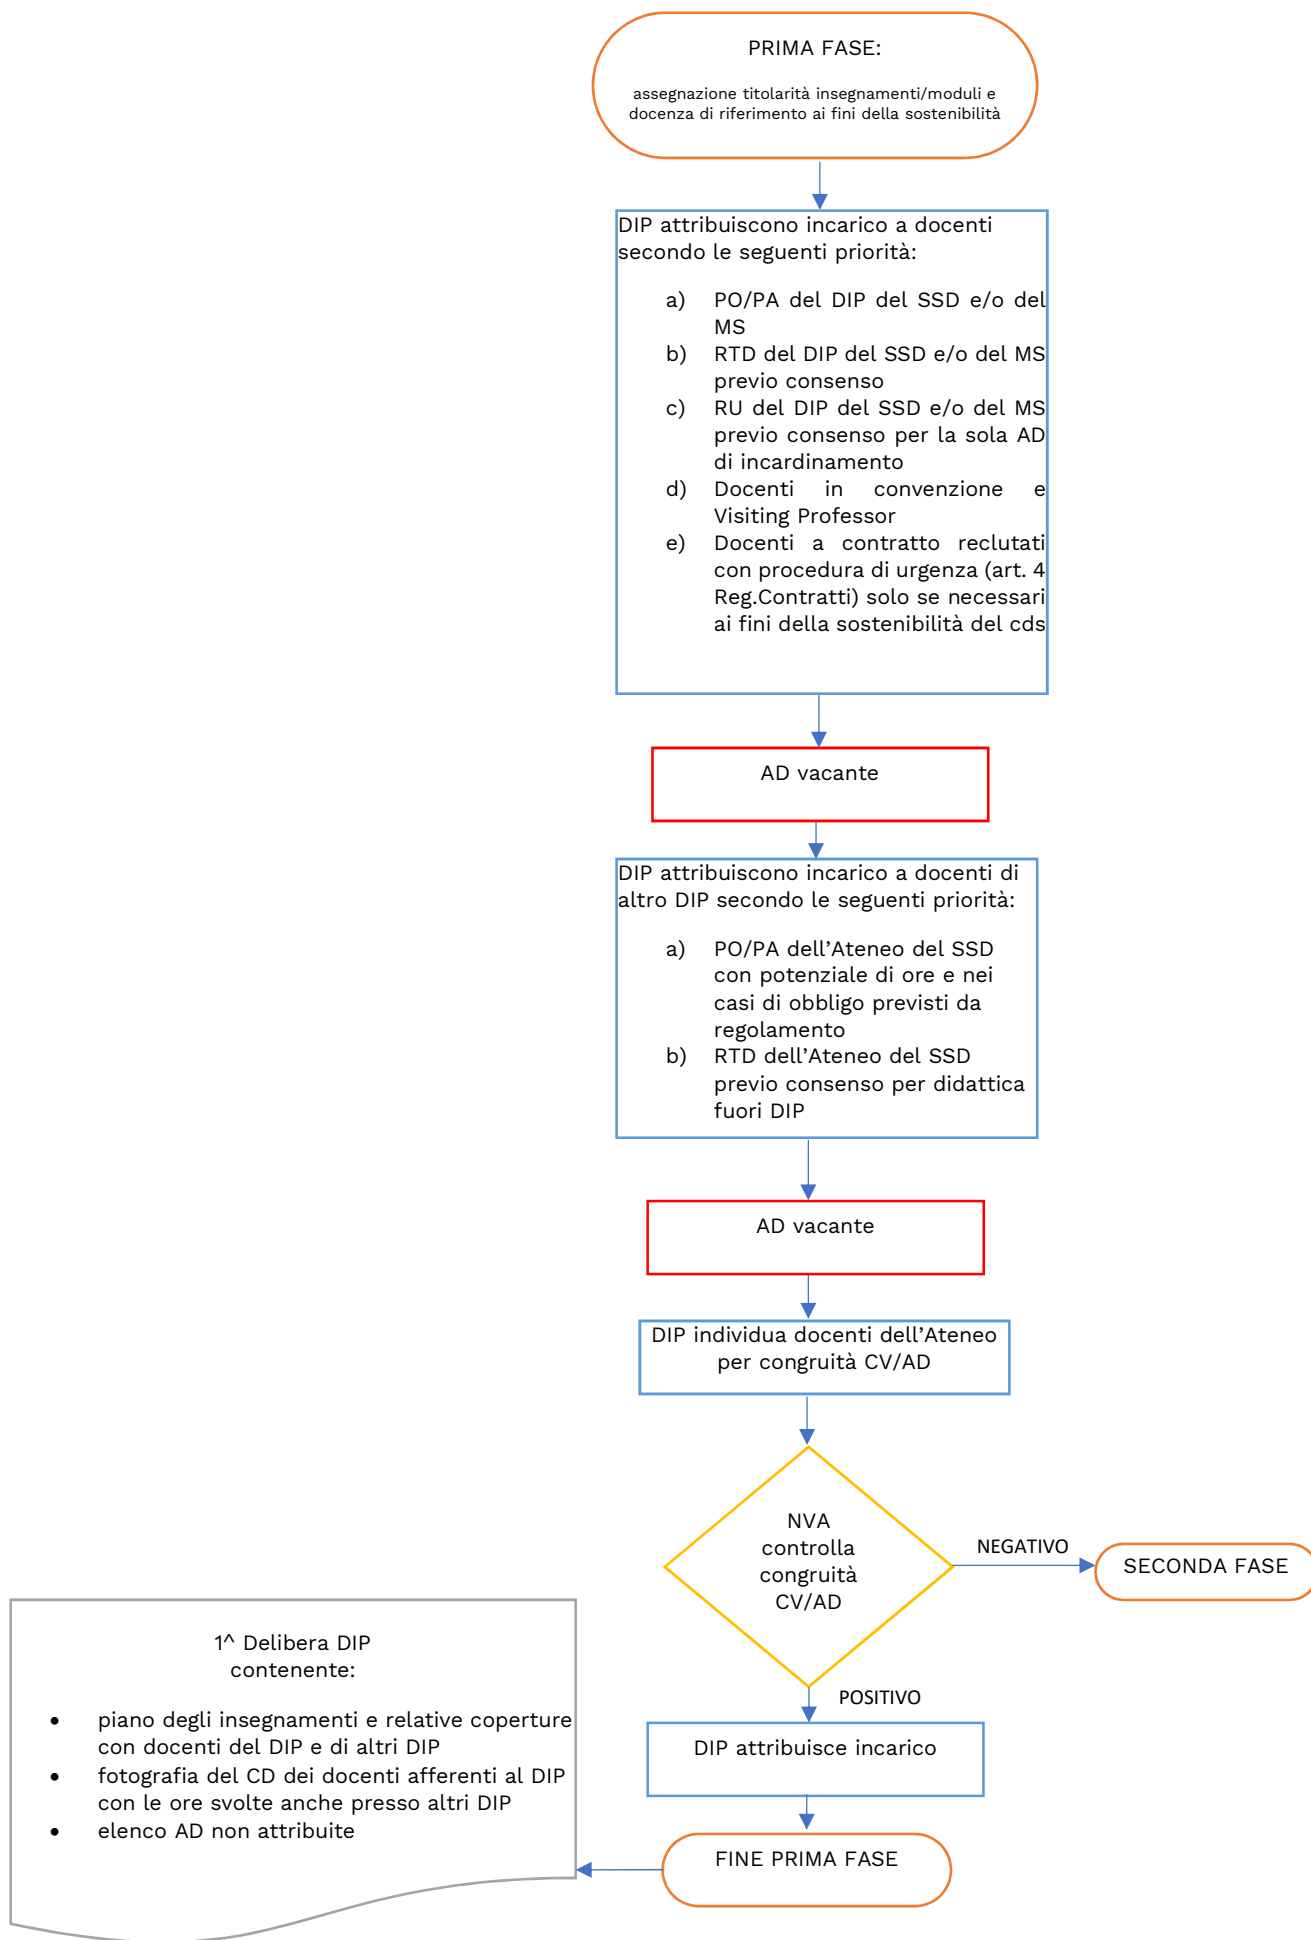 PRIMA FASE:
assegnazione titolarità insegnamenti/moduli e
docenza di riferimento ai fini della sostenibilità
DIP attribuiscono incarico a docenti
secondo le seguenti priorità:
a) PO/PA del DIP del SSD e/o del
MS
b) RTD del DIP del SSD e/o del MS
previo consenso
c) RU del DIP del SSD e/o del MS
previo consenso per la sola AD
di incardinamento
d) Docenti in convenzione e
Visiting Professor
e) Docenti a contratto reclutati
con procedura di urgenza (art. 4
Reg.Contratti) solo se necessari
ai fini della sostenibilità del cds
AD vacante
DIP attribuiscono incarico a docenti di
altro DIP secondo le seguenti priorità:
a) PO/PA dell’Ateneo del SSD
con potenziale di ore e nei
casi di obbligo previsti da
regolamento
b) RTD dell’Ateneo del SSD
previo consenso per didattica
fuori DIP
AD vacante
DIP individua docenti dell’Ateneo
per congruità CV/AD
NVA
controlla
congruità
CV/AD
NEGATIVO
SECONDA FASE
POSITIVO
DIP attribuisce incarico
FINE PRIMA FASE
1^ Delibera DIP
contenente:
• piano degli insegnamenti e relative coperture
con docenti del DIP e di altri DIP
• fotografia del CD dei docenti afferenti al DIP
con le ore svolte anche presso altri DIP
• elenco AD non attribuite